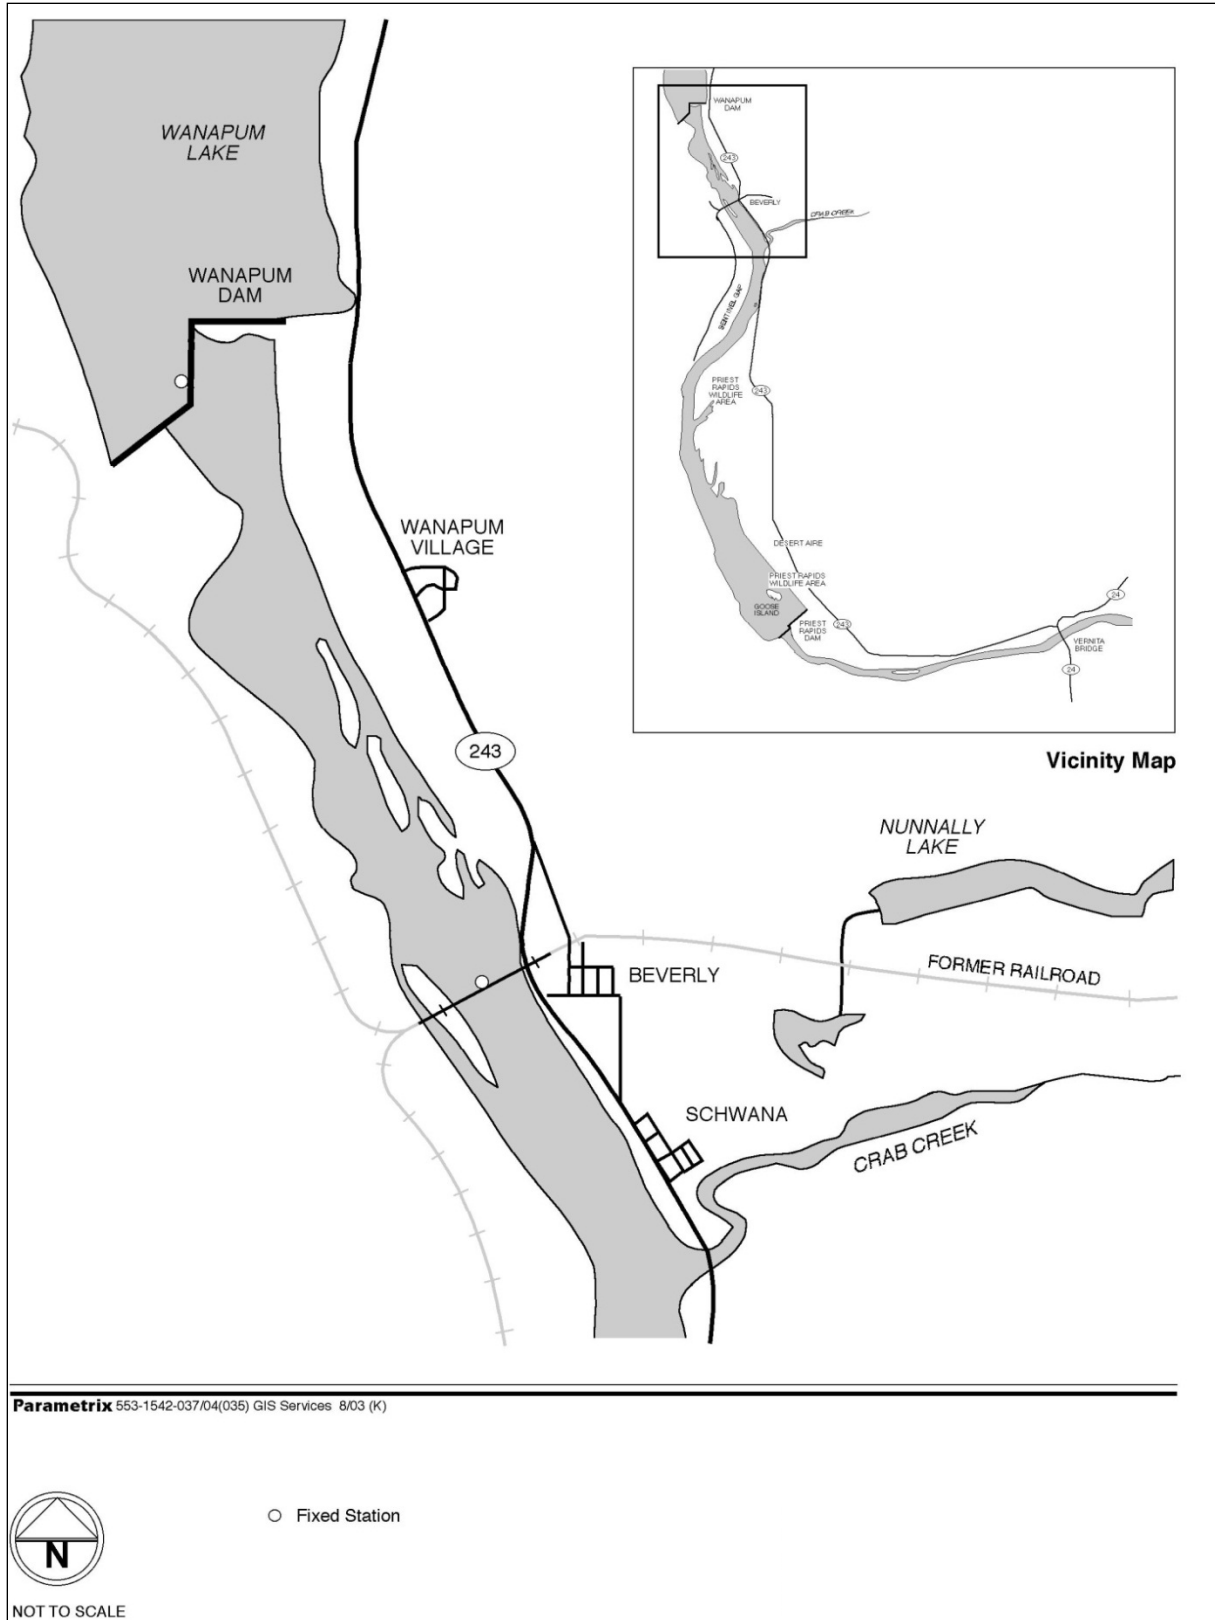 WANAPUM
LAKE
WANAPUM
DAM
WANAPUM
VILLAGE
243
BEVERLY
SCHWANA
NUNNALLY
LAKE
FORMER RAILROAD
CRAB CREEK
WANAPUM
DAM
243
BEVERLY
CRAB CREEK
SENTINEL GAP
PRIEST
RAPIDS
WILDLIFE
AREA
243
DESERT AIRE
PRIEST RAPIDS
WILDLIFE AREA
GOOSE
ISLAND
PRIEST
RAPIDS
DAM
243
24
VERNITA
BRIDGE
24
Vicinity Map
Parametrix 553-1542-037/04(035) GIS Services 8/03 (K)
N
Fixed Station
NOT TO SCALE